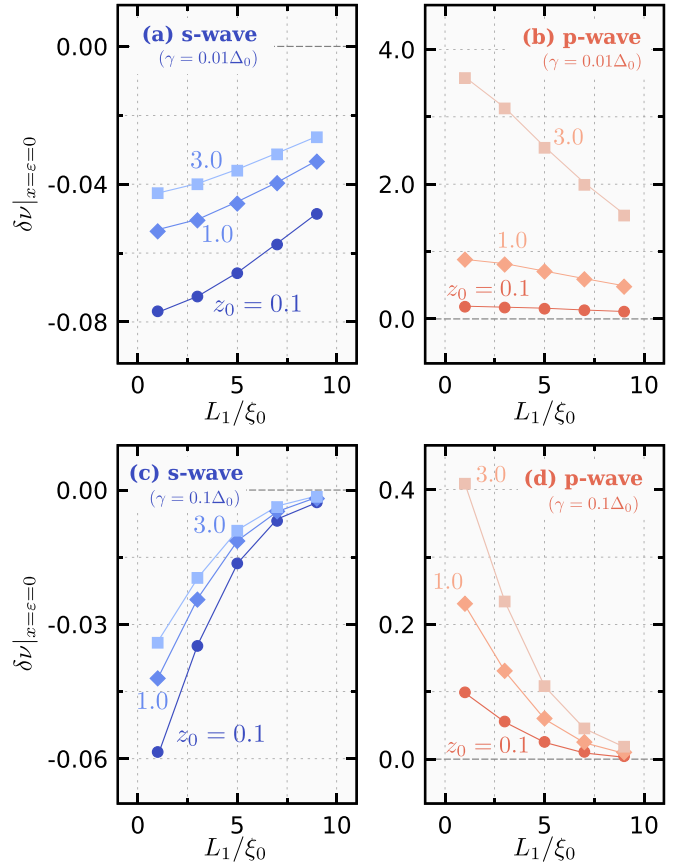 (a) s-wave
(γ = 0.01Δ₀)
0.00
-0.04
-0.08
δν|ₓ₌ε₌₀
3.0
1.0
z₀ = 0.1
0 5 10
L₁/ξ₀
(b) p-wave
(γ = 0.01Δ₀)
4.0
2.0
0.0
3.0
1.0
z₀ = 0.1
0 5 10
L₁/ξ₀
(c) s-wave
(γ = 0.1Δ₀)
0.00
-0.03
-0.06
δν|ₓ₌ε₌₀
3.0
1.0
z₀ = 0.1
0 5 10
L₁/ξ₀
3.0
(d) p-wave
(γ = 0.1Δ₀)
0.4
0.2
0.0
1.0
z₀ = 0.1
0 5 10
L₁/ξ₀